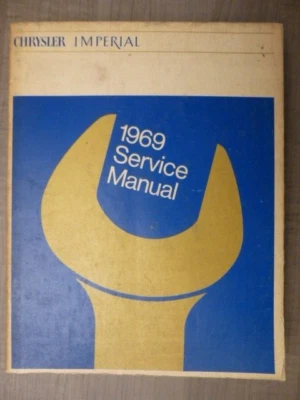 CHRYSLER IMPERIAL
1969
Service
Manual